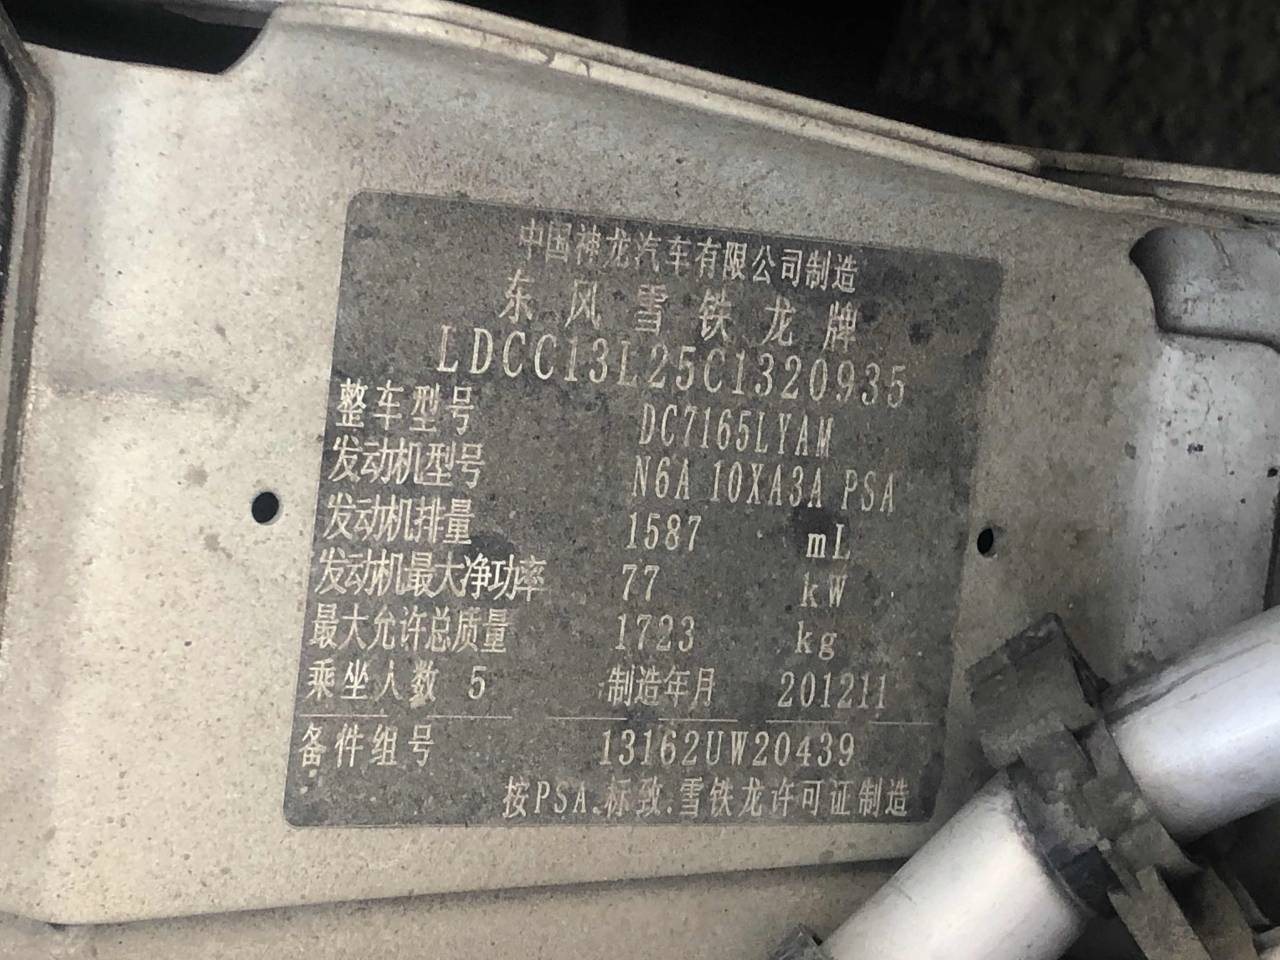 中国神龙汽车有限公司制造
东风雪铁龙牌
LDCC13L25C1320935
整车型号 DC7165LYAM
发动机型号 N6A 10XA3A PSA
发动机排量 1587 mL
发动机最大净功率 77 kW
最大允许总质量 1723 kg
乘坐人数 5 制造年月 201211
备件组号 13162UW20439
按PSA.标致.雪铁龙许可证制造